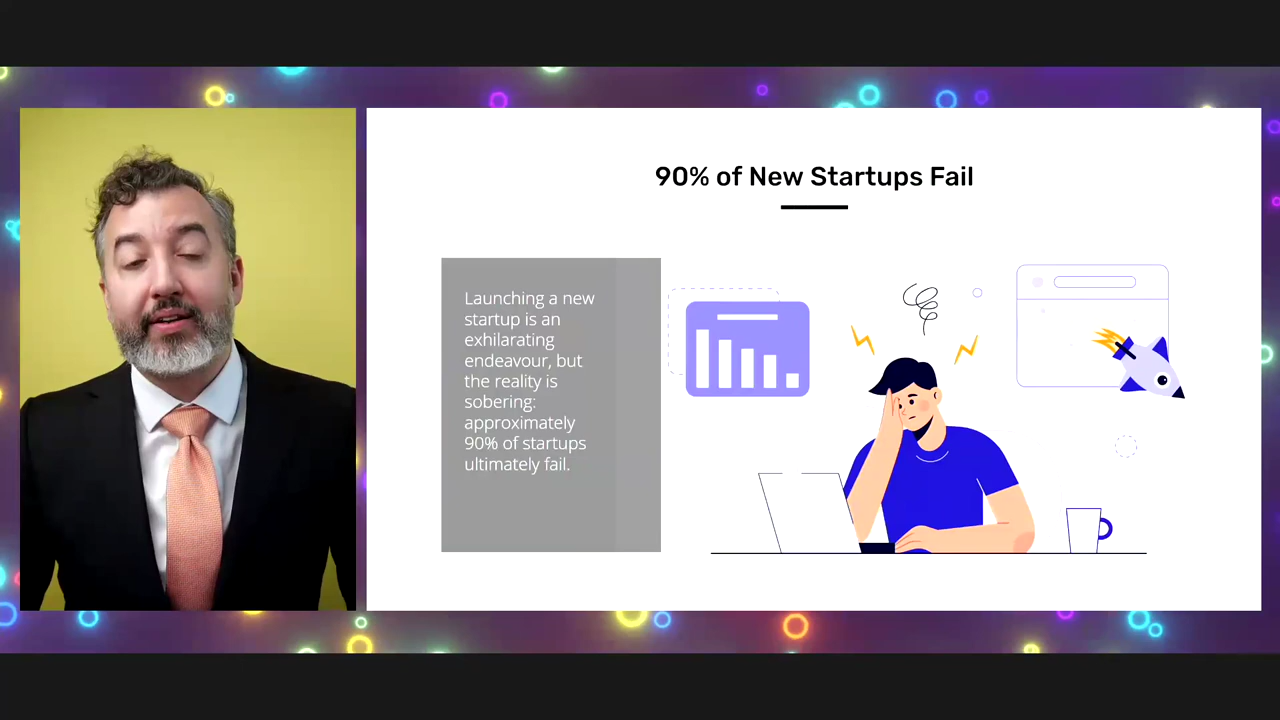 90% of New Startups Fail
Launching a new
startup is an
exhilarating
endeavour, but
the reality is
sobering:
approximately
90% of startups
ultimately fail.